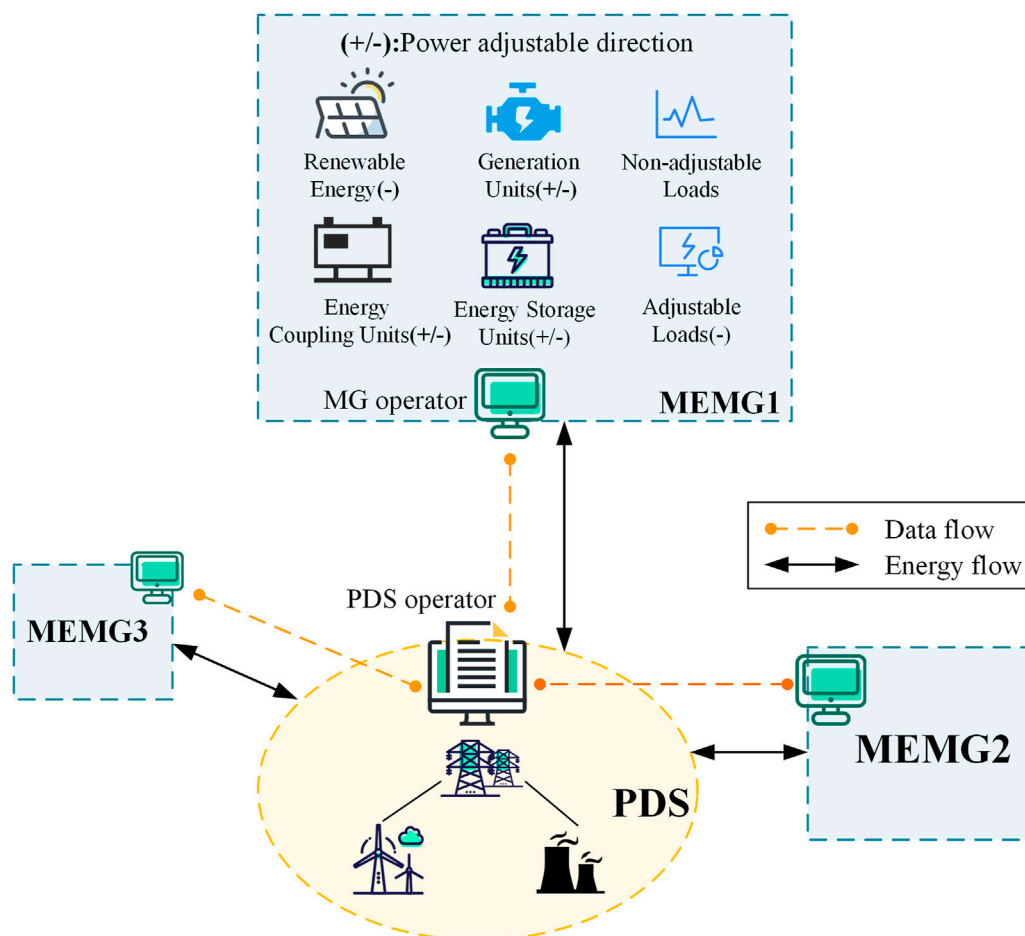 (+/-):Power adjustable direction
Renewable
Energy(-)
Generation
Units(+/-)
Non-adjustable
Loads
Energy
Coupling Units(+/-)
Energy Storage
Units(+/-)
Adjustable
Loads(-)
MG operator
MEMG1
Data flow
Energy flow
PDS operator
MEMG3
MEMG2
PDS